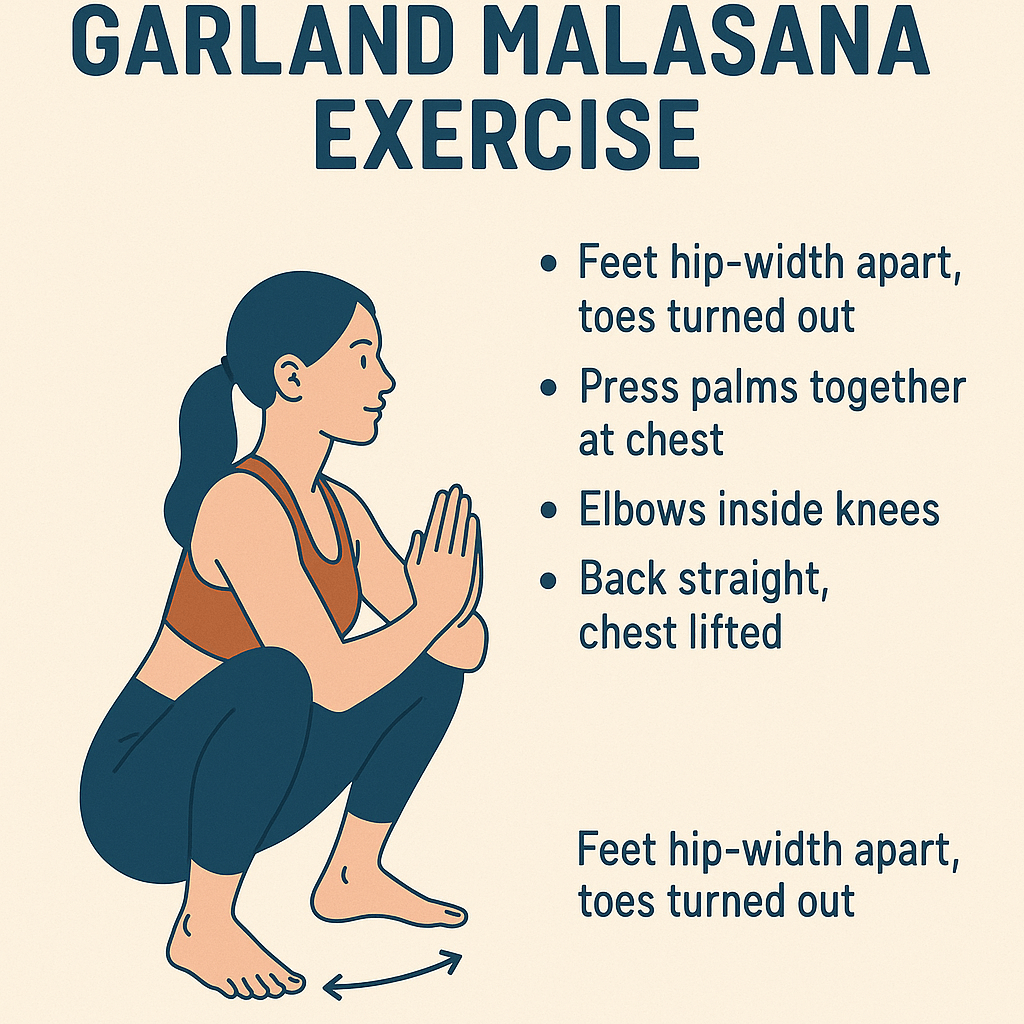 GARLAND MALASANA
EXERCISE
• Feet hip-width apart,
toes turned out
• Press palms together
at chest
• Elbows inside knees
• Back straight,
chest lifted
Feet hip-width apart,
toes turned out